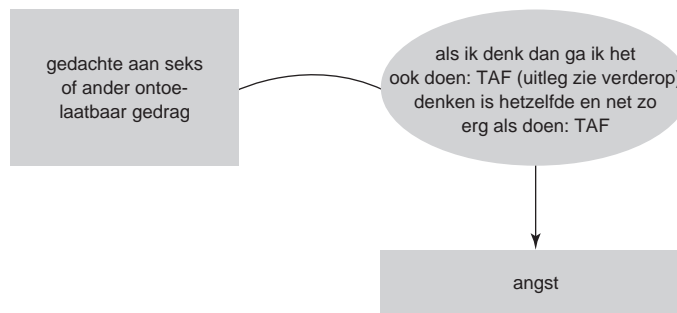 gedachte aan seks
of ander ontoe-
laatbaar gedrag
als ik denk dan ga ik het
ook doen: TAF (uitleg zie verderop)
denken is hetzelfde en net zo
erg als doen: TAF
angst